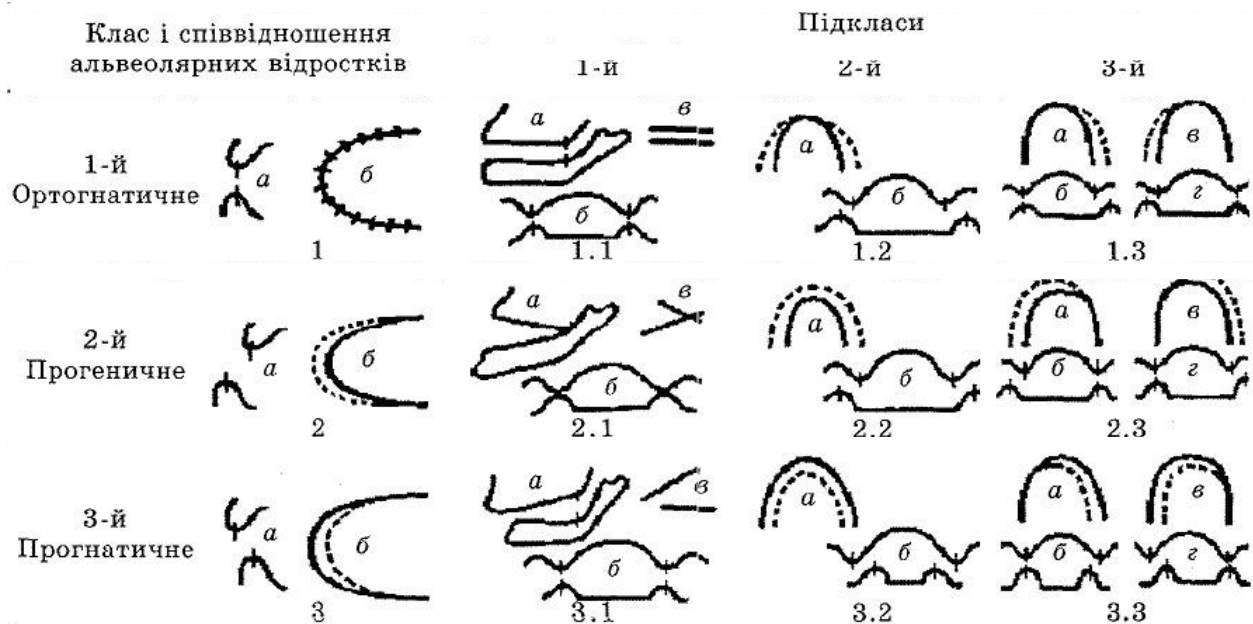 Клас і співвідношення
альвеолярних відростків
Підкласи
1-й
2-й
3-й
1-й
Ортогнатичне
а
б
1
а
в
б
1.1
а
б
1.2
а
в
б
г
1.3
2-й
Прогеничне
а
б
2
а
в
б
2.1
а
б
2.2
а
в
б
г
2.3
3-й
Прогнатичне
а
б
3
а
в
б
3.1
а
б
3.2
а
в
б
г
3.3